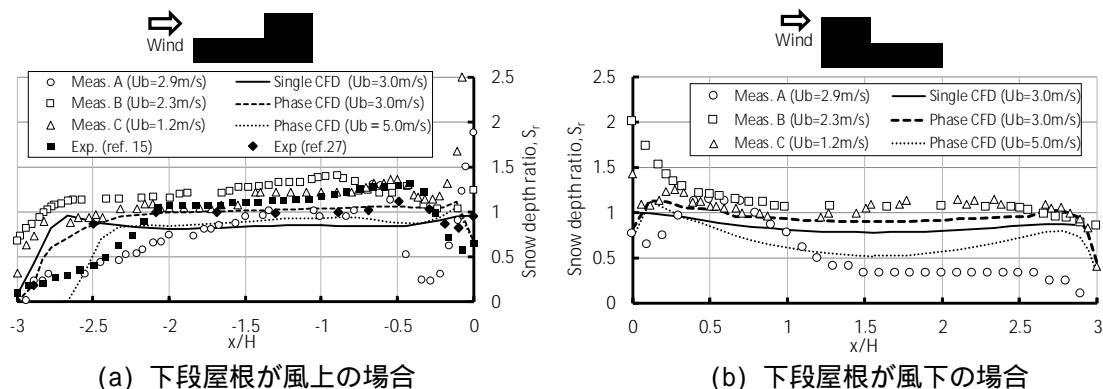 Wind
Meas. A (Ub=2.9m/s)
Single CFD (Ub=3.0m/s)
Meas. B (Ub=2.3m/s)
Phase CFD (Ub=3.0m/s)
Meas. C (Ub=1.2m/s)
Phase CFD (Ub = 5.0m/s)
Exp. (ref. 15)
Exp (ref.27)
2.5
2
1.5
1
0.5
0
Snow depth ratio, Sr
-3
-2.5
-2
-1.5
-1
-0.5
0
x/H
(a) 下段屋根が風上の場合
Wind
Meas. A (Ub=2.9m/s)
Single CFD (Ub=3.0m/s)
Meas. B (Ub=2.3m/s)
Phase CFD (Ub=3.0m/s)
Meas. C (Ub=1.2m/s)
Phase CFD (Ub=5.0m/s)
2.5
2
1.5
1
0.5
0
Snow depth ratio, Sr
0
0.5
1
1.5
2
2.5
3
x/H
(b) 下段屋根が風下の場合